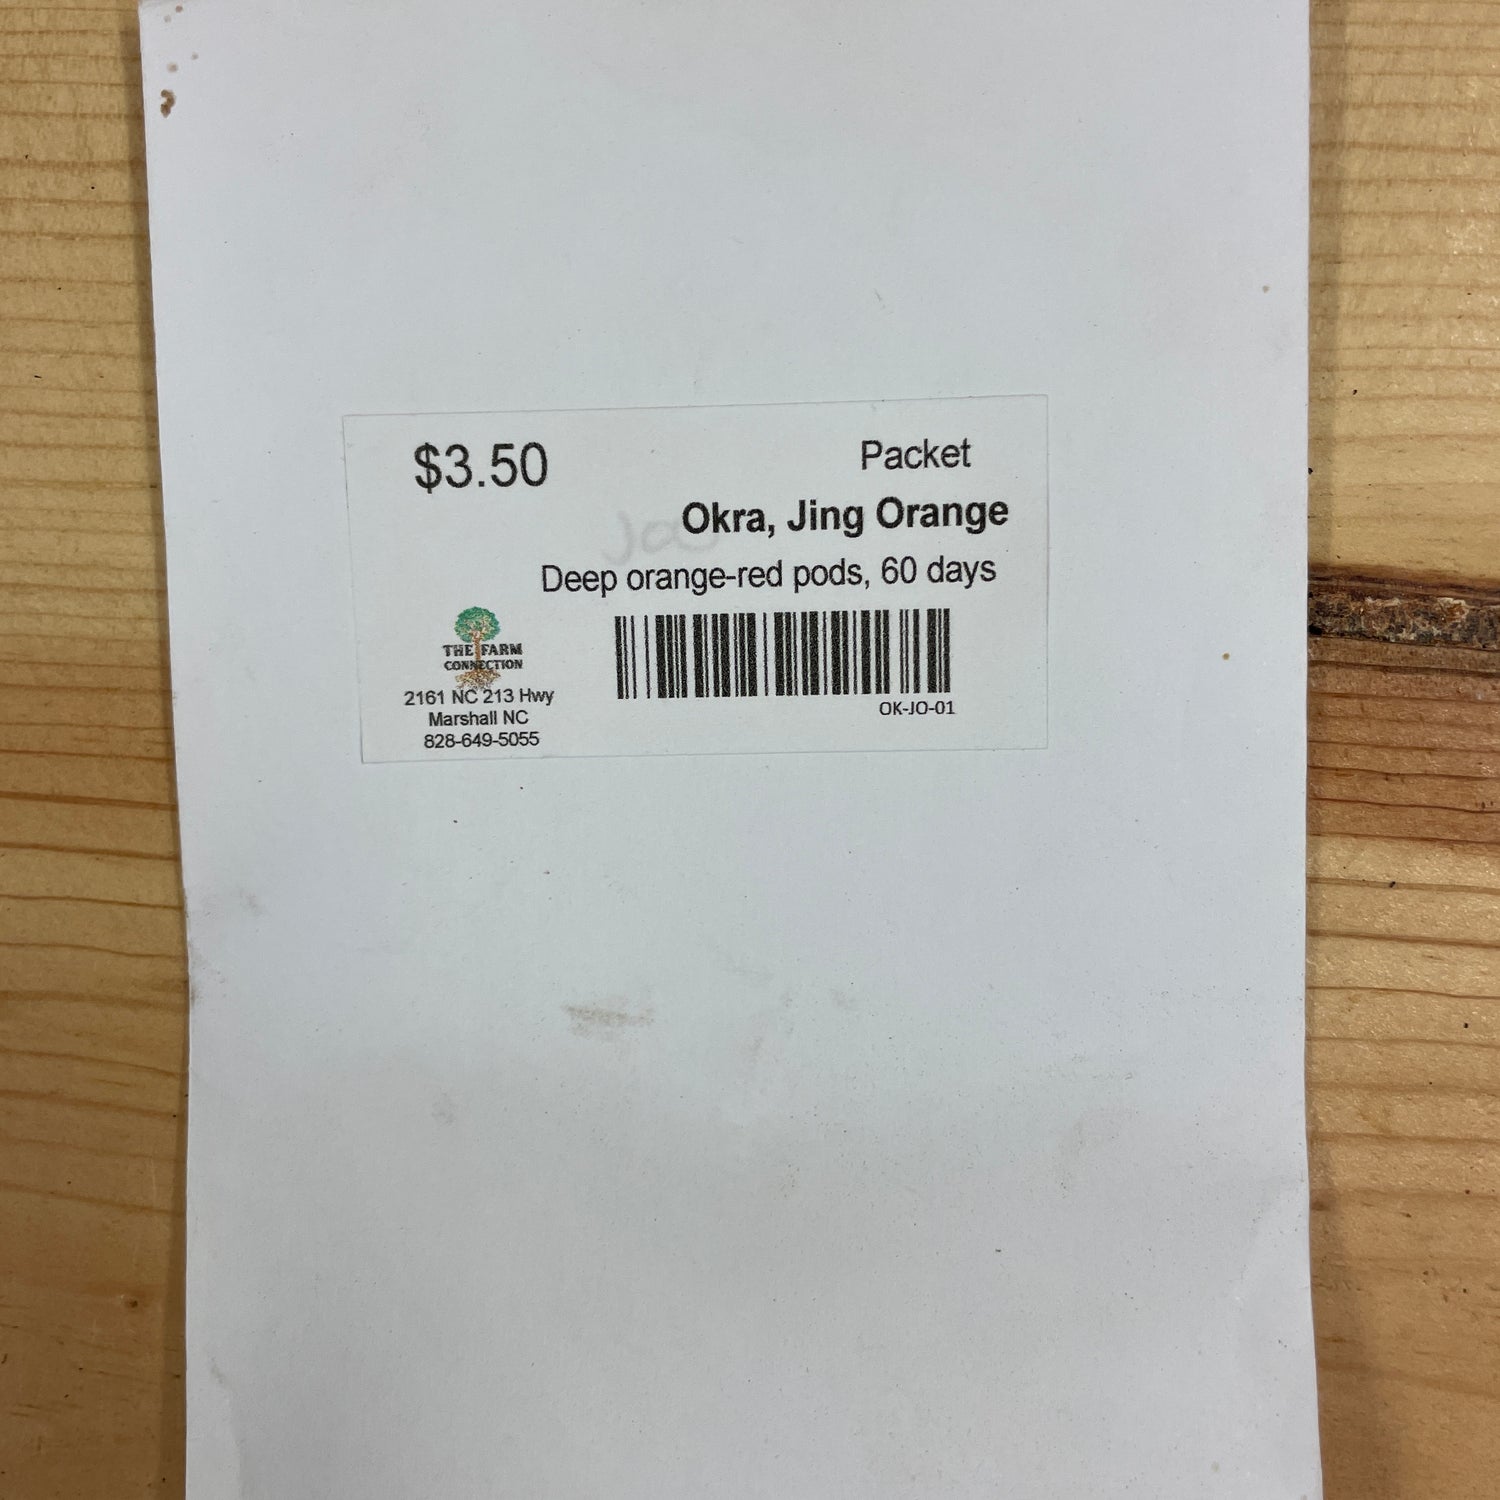 $3.50
Packet
Okra, Jing Orange
Deep orange-red pods, 60 days
THE FARM
CONNECTION
2161 NC 213 Hwy
Marshall NC
828-649-5055
OK-JO-01